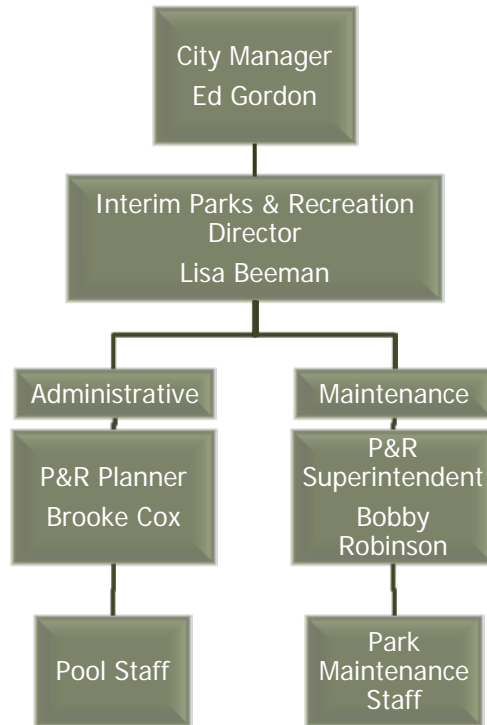 City Manager
Ed Gordon
Interim Parks & Recreation
Director
Lisa Beeman
Administrative
P&R Planner
Brooke Cox
Pool Staff
Maintenance
P&R
Superintendent
Bobby
Robinson
Park
Maintenance
Staff